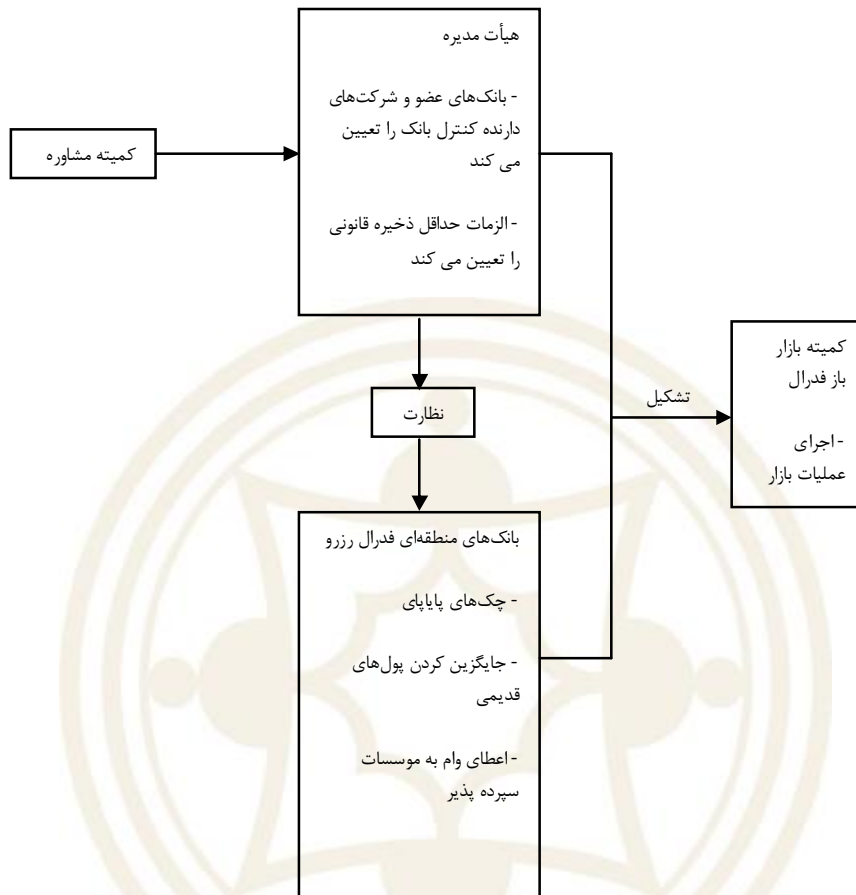 هیأت مدیره
- بانک‌های عضو و شرکت‌های
دارنده کنترل بانک را تعیین
می کند
- الزمات حداقل ذخیره قانونی
را تعیین می کند
کمیته مشاوره
نظارت
تشکیل
کمیته بازار
باز فدرال
- اجرای
عملیات بازار
بانک‌های منطقه‌ای فدرال رزرو
- چک‌های پایاپای
- جایگزین کردن پول‌های
قدیمی
- اعطای وام به موسسات
سپرده پذیر